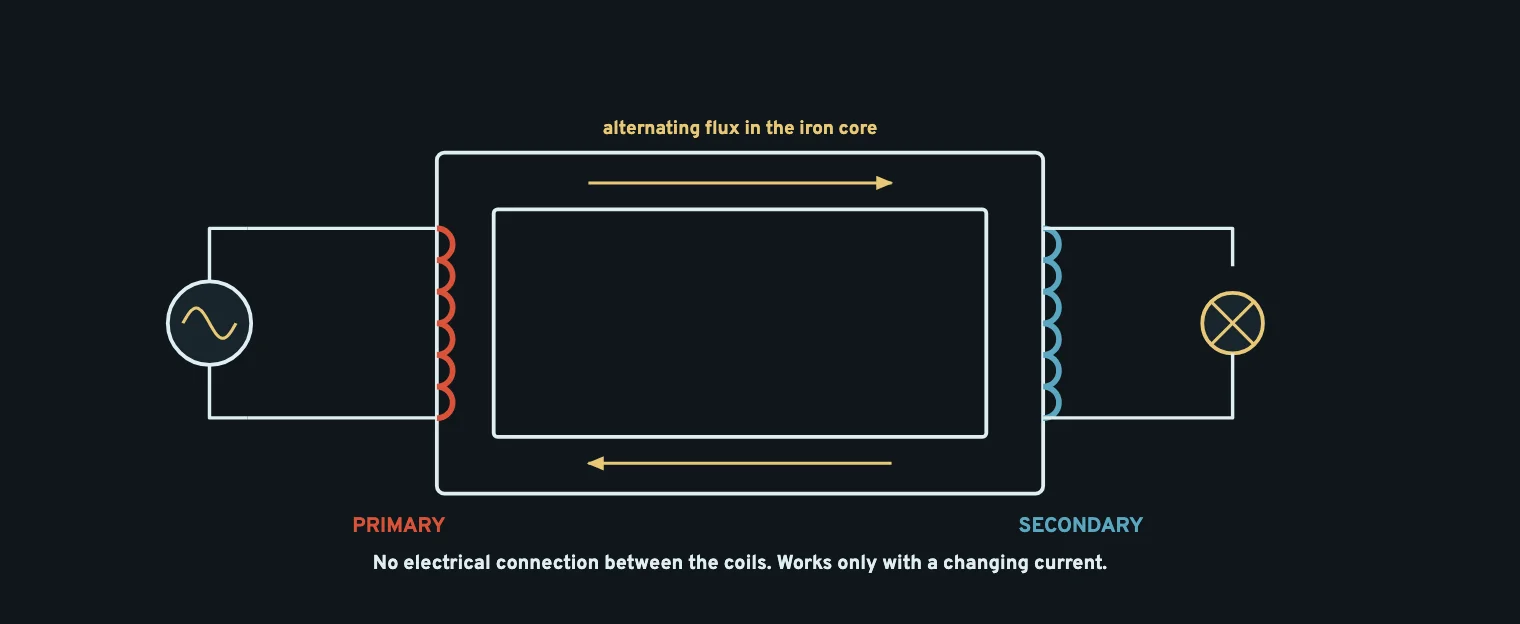 alternating flux in the iron core
PRIMARY
SECONDARY
No electrical connection between the coils. Works only with a changing current.